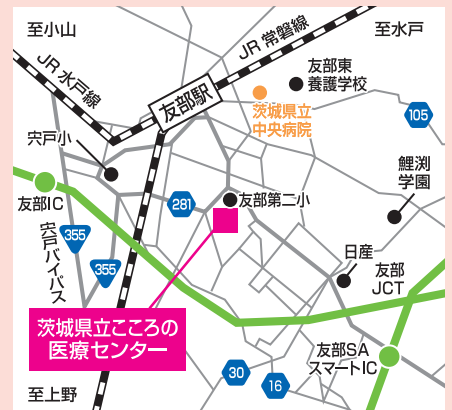 至小山
JR常磐線
至水戸
JR水戸線
友部駅
友部東
養護学校
茨城県立
中央病院
105
宍戸小
鯉渕
学園
友部IC
281
友部第二小
宍戸バイパス
355
355
日産
友部
JCT
茨城県立こころの
医療センター
友部SA
スマートIC
30
16
至上野